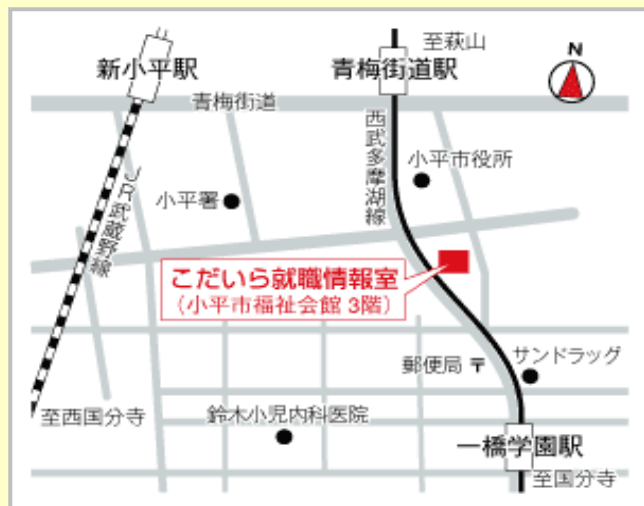 至萩山
N
新小平駅
青梅街道駅
青梅街道
西武多摩湖線
小平市役所
小平署
JR武蔵野線
こだいら就職情報室
（小平市福祉会館 3階）
郵便局 〒
サンドラッグ
至西国分寺
鈴木小児内科医院
一橋学園駅
至国分寺